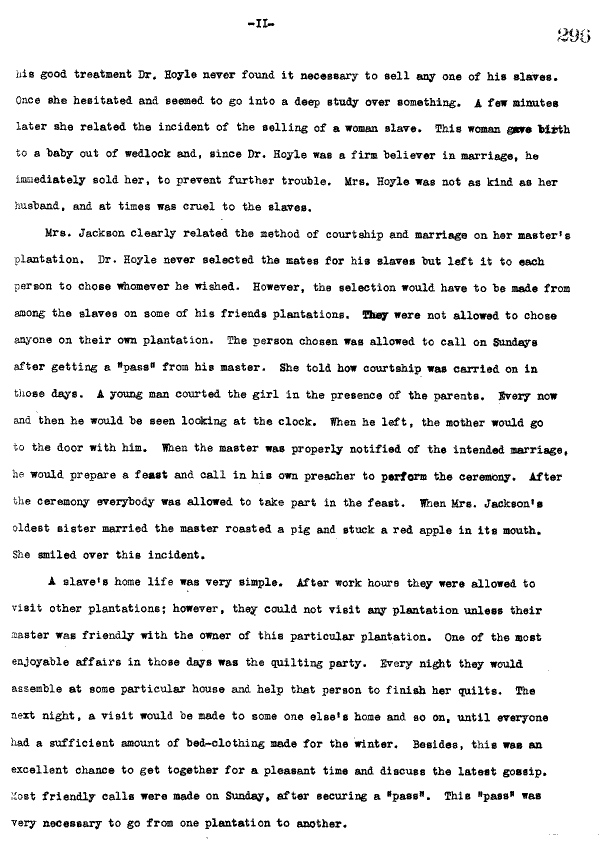 -II-
296
his good treatment Dr. Hoyle never found it necessary to sell any one of his slaves.
Once she hesitated and seemed to go into a deep study over something. A few minutes
later she related the incident of the selling of a woman slave. This woman gave birth
to a baby out of wedlock and, since Dr. Hoyle was a firm believer in marriage, he
immediately sold her, to prevent further trouble. Mrs. Hoyle was not as kind as her
husband, and at times was cruel to the slaves.
Mrs. Jackson clearly related the method of courtship and marriage on her master's
plantation. Dr. Hoyle never selected the mates for his slaves but left it to each
person to chose whomever he wished. However, the selection would have to be made from
among the slaves on some of his friends plantations. They were not allowed to chose
anyone on their own plantation. The person chosen was allowed to call on Sundays
after getting a "pass" from his master. She told how courtship was carried on in
those days. A young man courted the girl in the presence of the parents. Every now
and then he would be seen looking at the clock. When he left, the mother would go
to the door with him. When the master was properly notified of the intended marriage,
he would prepare a feast and call in his own preacher to perform the ceremony. After
the ceremony everybody was allowed to take part in the feast. When Mrs. Jackson's
oldest sister married the master roasted a pig and stuck a red apple in its mouth.
She smiled over this incident.
A slave's home life was very simple. After work hours they were allowed to
visit other plantations; however, they could not visit any plantation unless their
master was friendly with the owner of this particular plantation. One of the most
enjoyable affairs in those days was the quilting party. Every night they would
assemble at some particular house and help that person to finish her quilts. The
next night, a visit would be made to some one else's home and so on, until everyone
had a sufficient amount of bed-clothing made for the winter. Besides, this was an
excellent chance to get together for a pleasant time and discuss the latest gossip.
Most friendly calls were made on Sunday, after securing a "pass". This "pass" was
very necessary to go from one plantation to another.